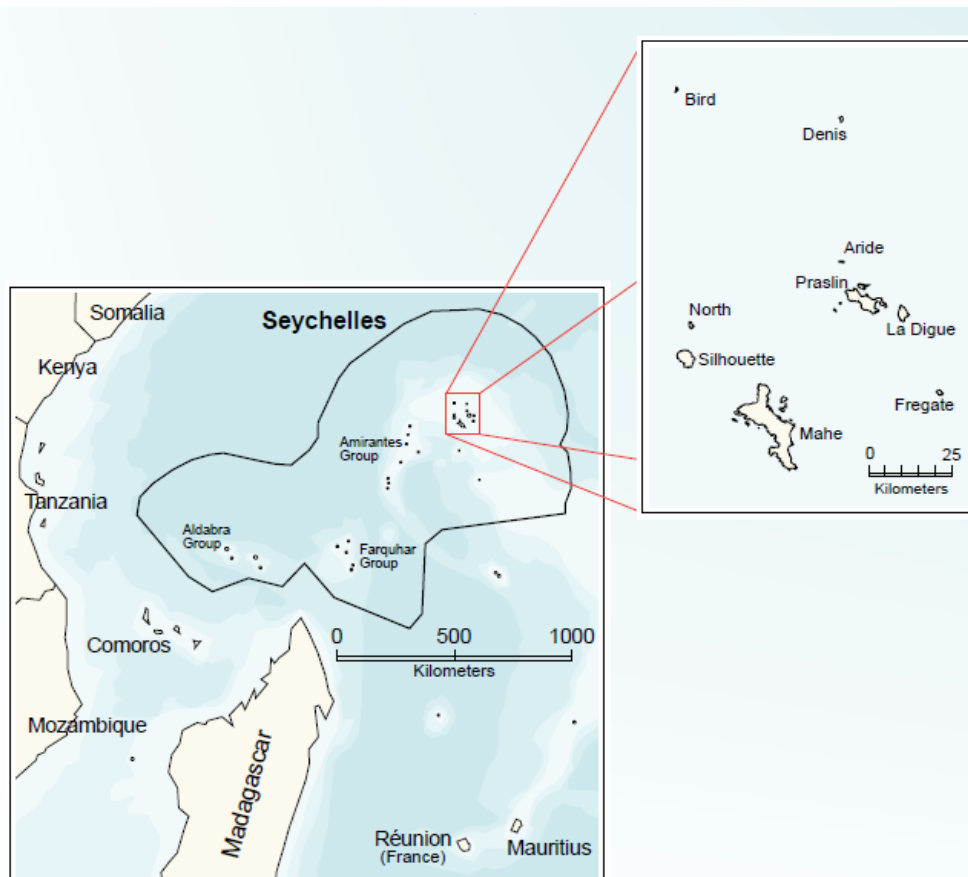 Bird
Denis
Aride
Praslin
North
La Digue
Silhouette
Fregate
Mahe
0 25
Kilometers
Somalia
Seychelles
Kenya
Amirantes
Group
Tanzania
Aldabra
Group
Farquhar
Group
0 500 1000
Kilometers
Comoros
Mozambique
Madagascar
Réunion
(France)
Mauritius